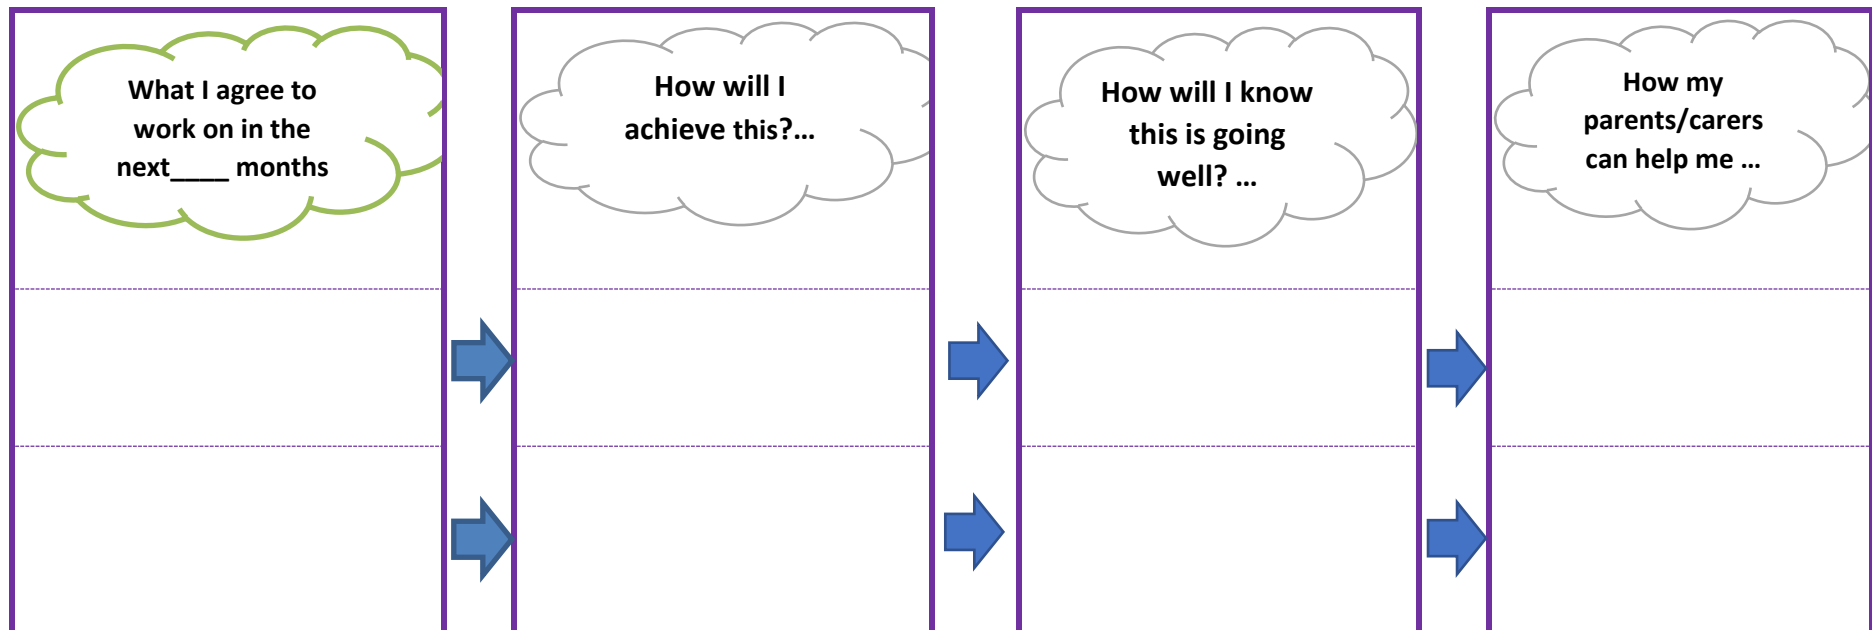 What I agree to
work on in the
next____ months
How will I
achieve this?...
How will I know
this is going
well? ...
How my
parents/carers
can help me ...